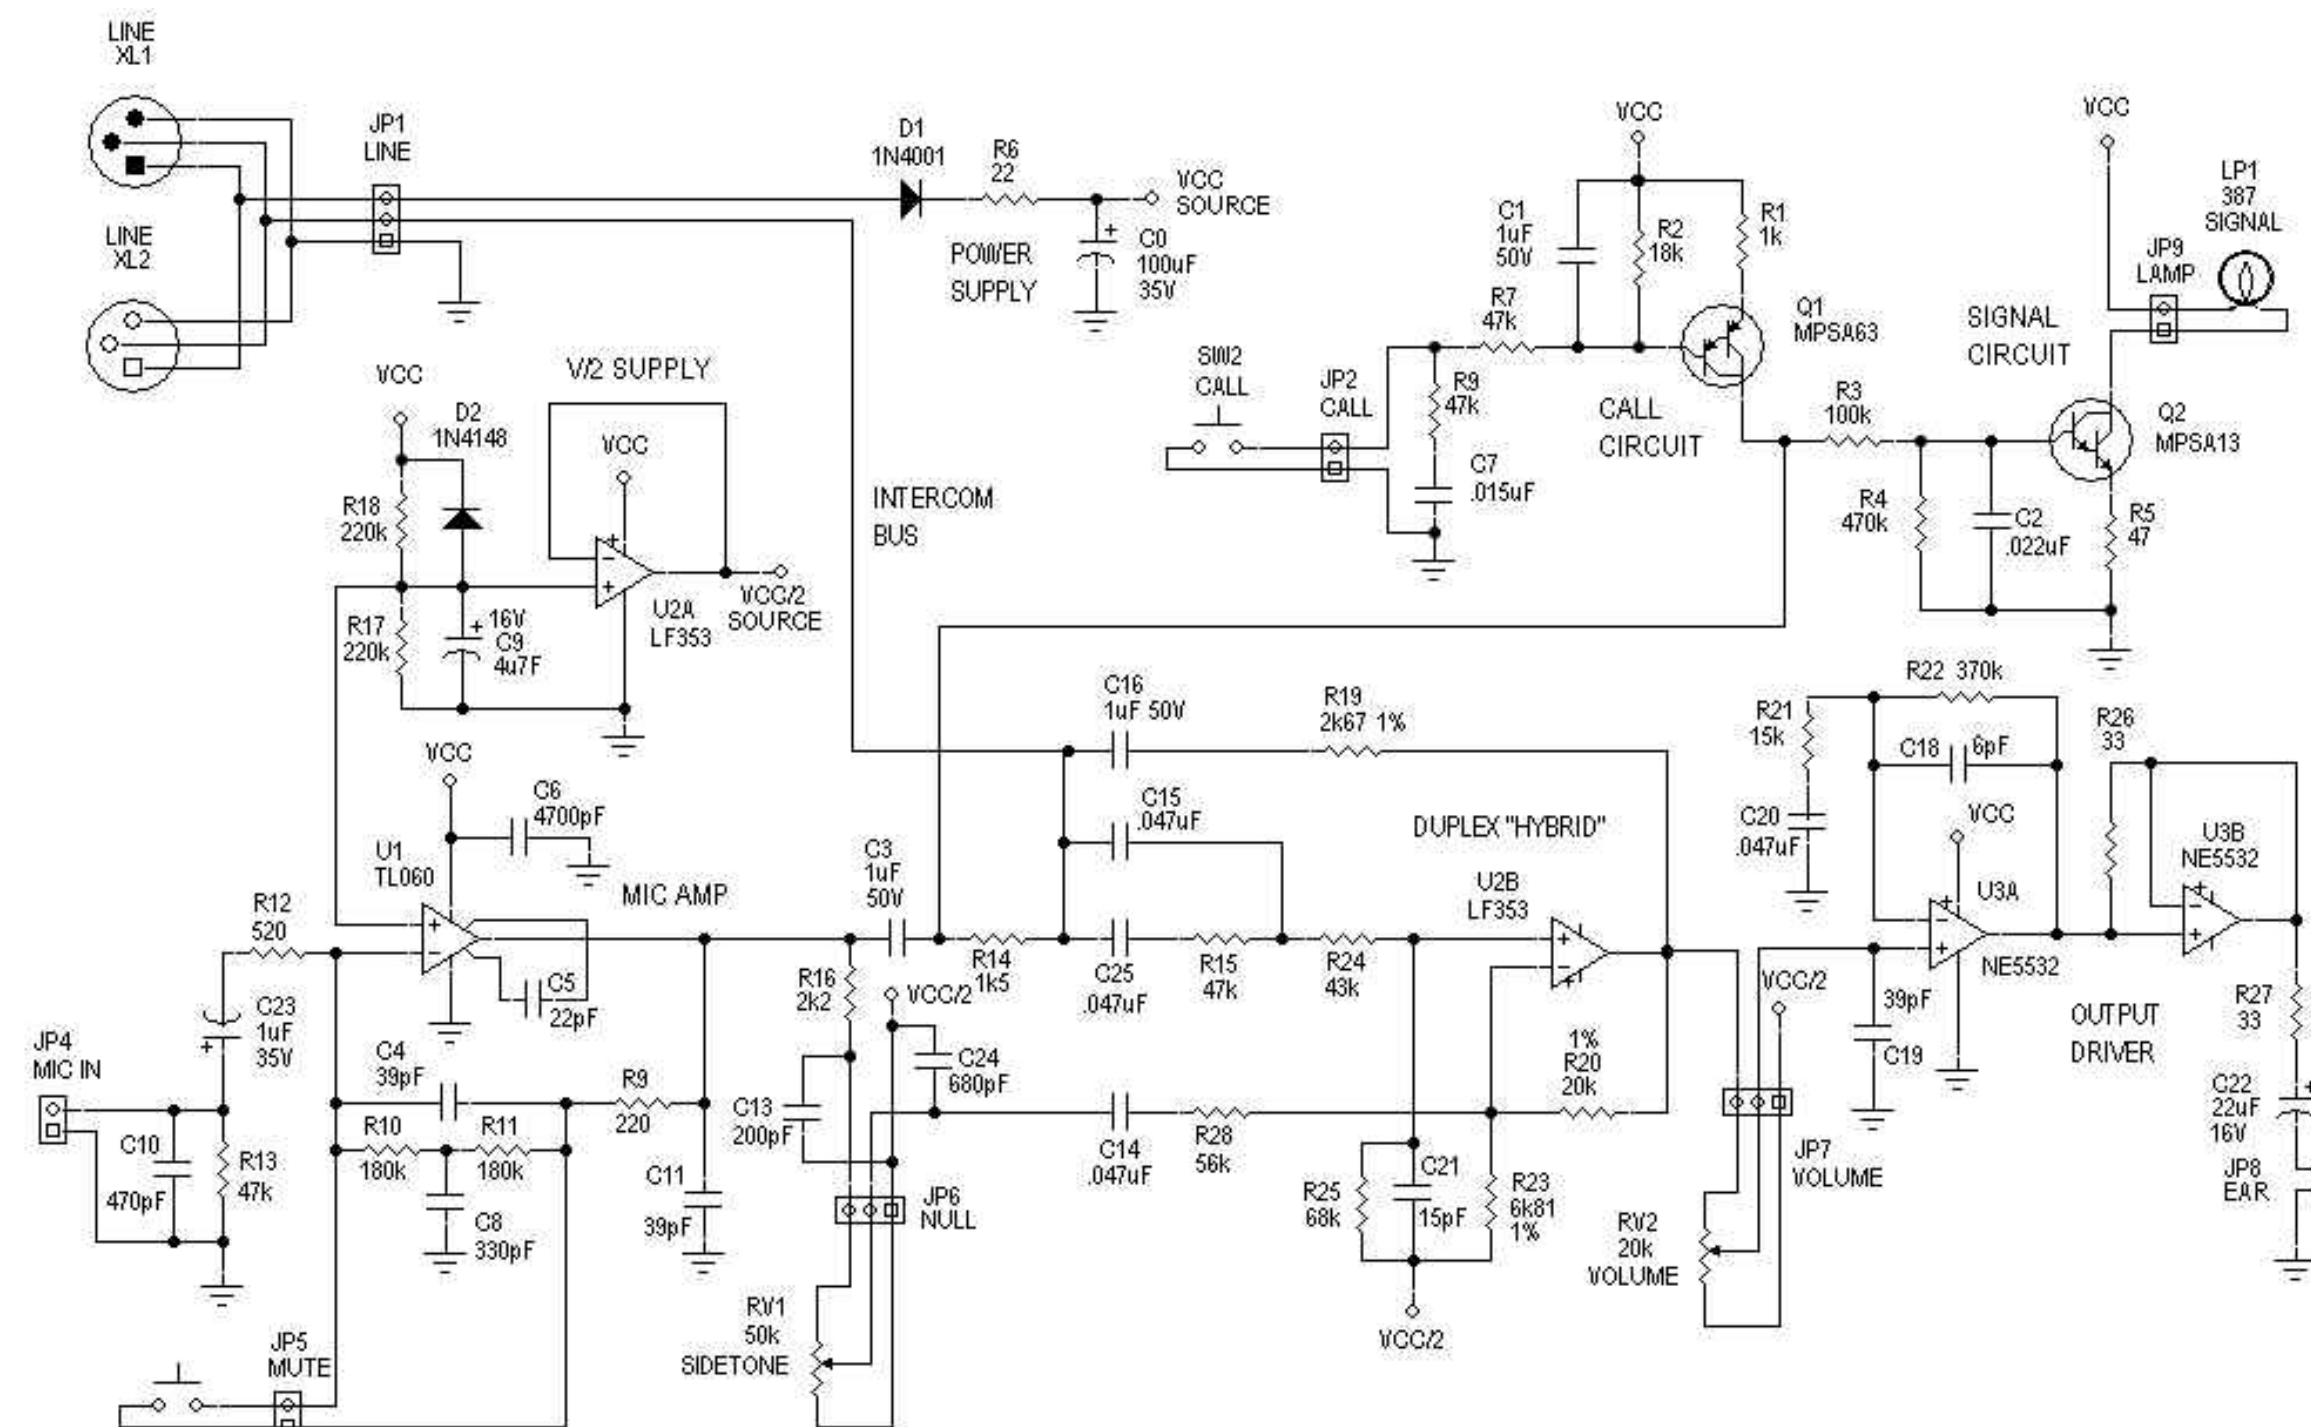 LINE
XL1
JP1
LINE
LINE
XL2
D1
1N4001
R6
22
VCC
SOURCE
POWER
SUPPLY
+
C0
100uF
35V
VCC
C1
1uF
50V
R2
18k
R1
1k
R7
47k
Q1
MPSA63
SW2
CALL
JP2
CALL
R9
47k
C7
.015uF
CALL
CIRCUIT
VCC
LP1
387
SIGNAL
JP9
LAMP
SIGNAL
CIRCUIT
R3
100k
Q2
MPSA13
R4
470k
C2
.022uF
R5
47
V/2 SUPPLY
VCC
D2
1N4148
VCC
R18
220k
+
-
+
R17
220k
+
16V
C9
4u7F
U2A
LF353
VCC/2
SOURCE
INTERCOM
BUS
VCC
C6
4700pF
U1
TL060
MIC AMP
+
-
R12
520
C5
22pF
C23
1uF
35V
+
JP4
MIC IN
C4
39pF
R9
220
R10
180k
R11
180k
C10
470pF
R13
47k
C8
330pF
C11
39pF
JP5
MUTE
C3
1uF
50V
R14
1k5
R16
2k2
VCC/2
C24
680pF
C13
200pF
JP6
NULL
RV1
50k
SIDETONE
C16
1uF 50V
R19
2k67 1%
C15
.047uF
DUPLEX "HYBRID"
C25
.047uF
R15
47k
R24
43k
U2B
LF353
+
-
+
C14
.047uF
R28
56k
1%
R20
20k
R25
68k
C21
15pF
R23
6k81
1%
VCC/2
R22 370k
R21
15k
C18
6pF
C20
.047uF
VCC
U3A
NE5532
+
-
+
39pF
C19
VCC/2
JP7
VOLUME
RV2
20k
VOLUME
OUTPUT
DRIVER
R26
33
U3B
NE5532
+
-
+
R27
33
C22
22uF
16V
+
JP8
EAR